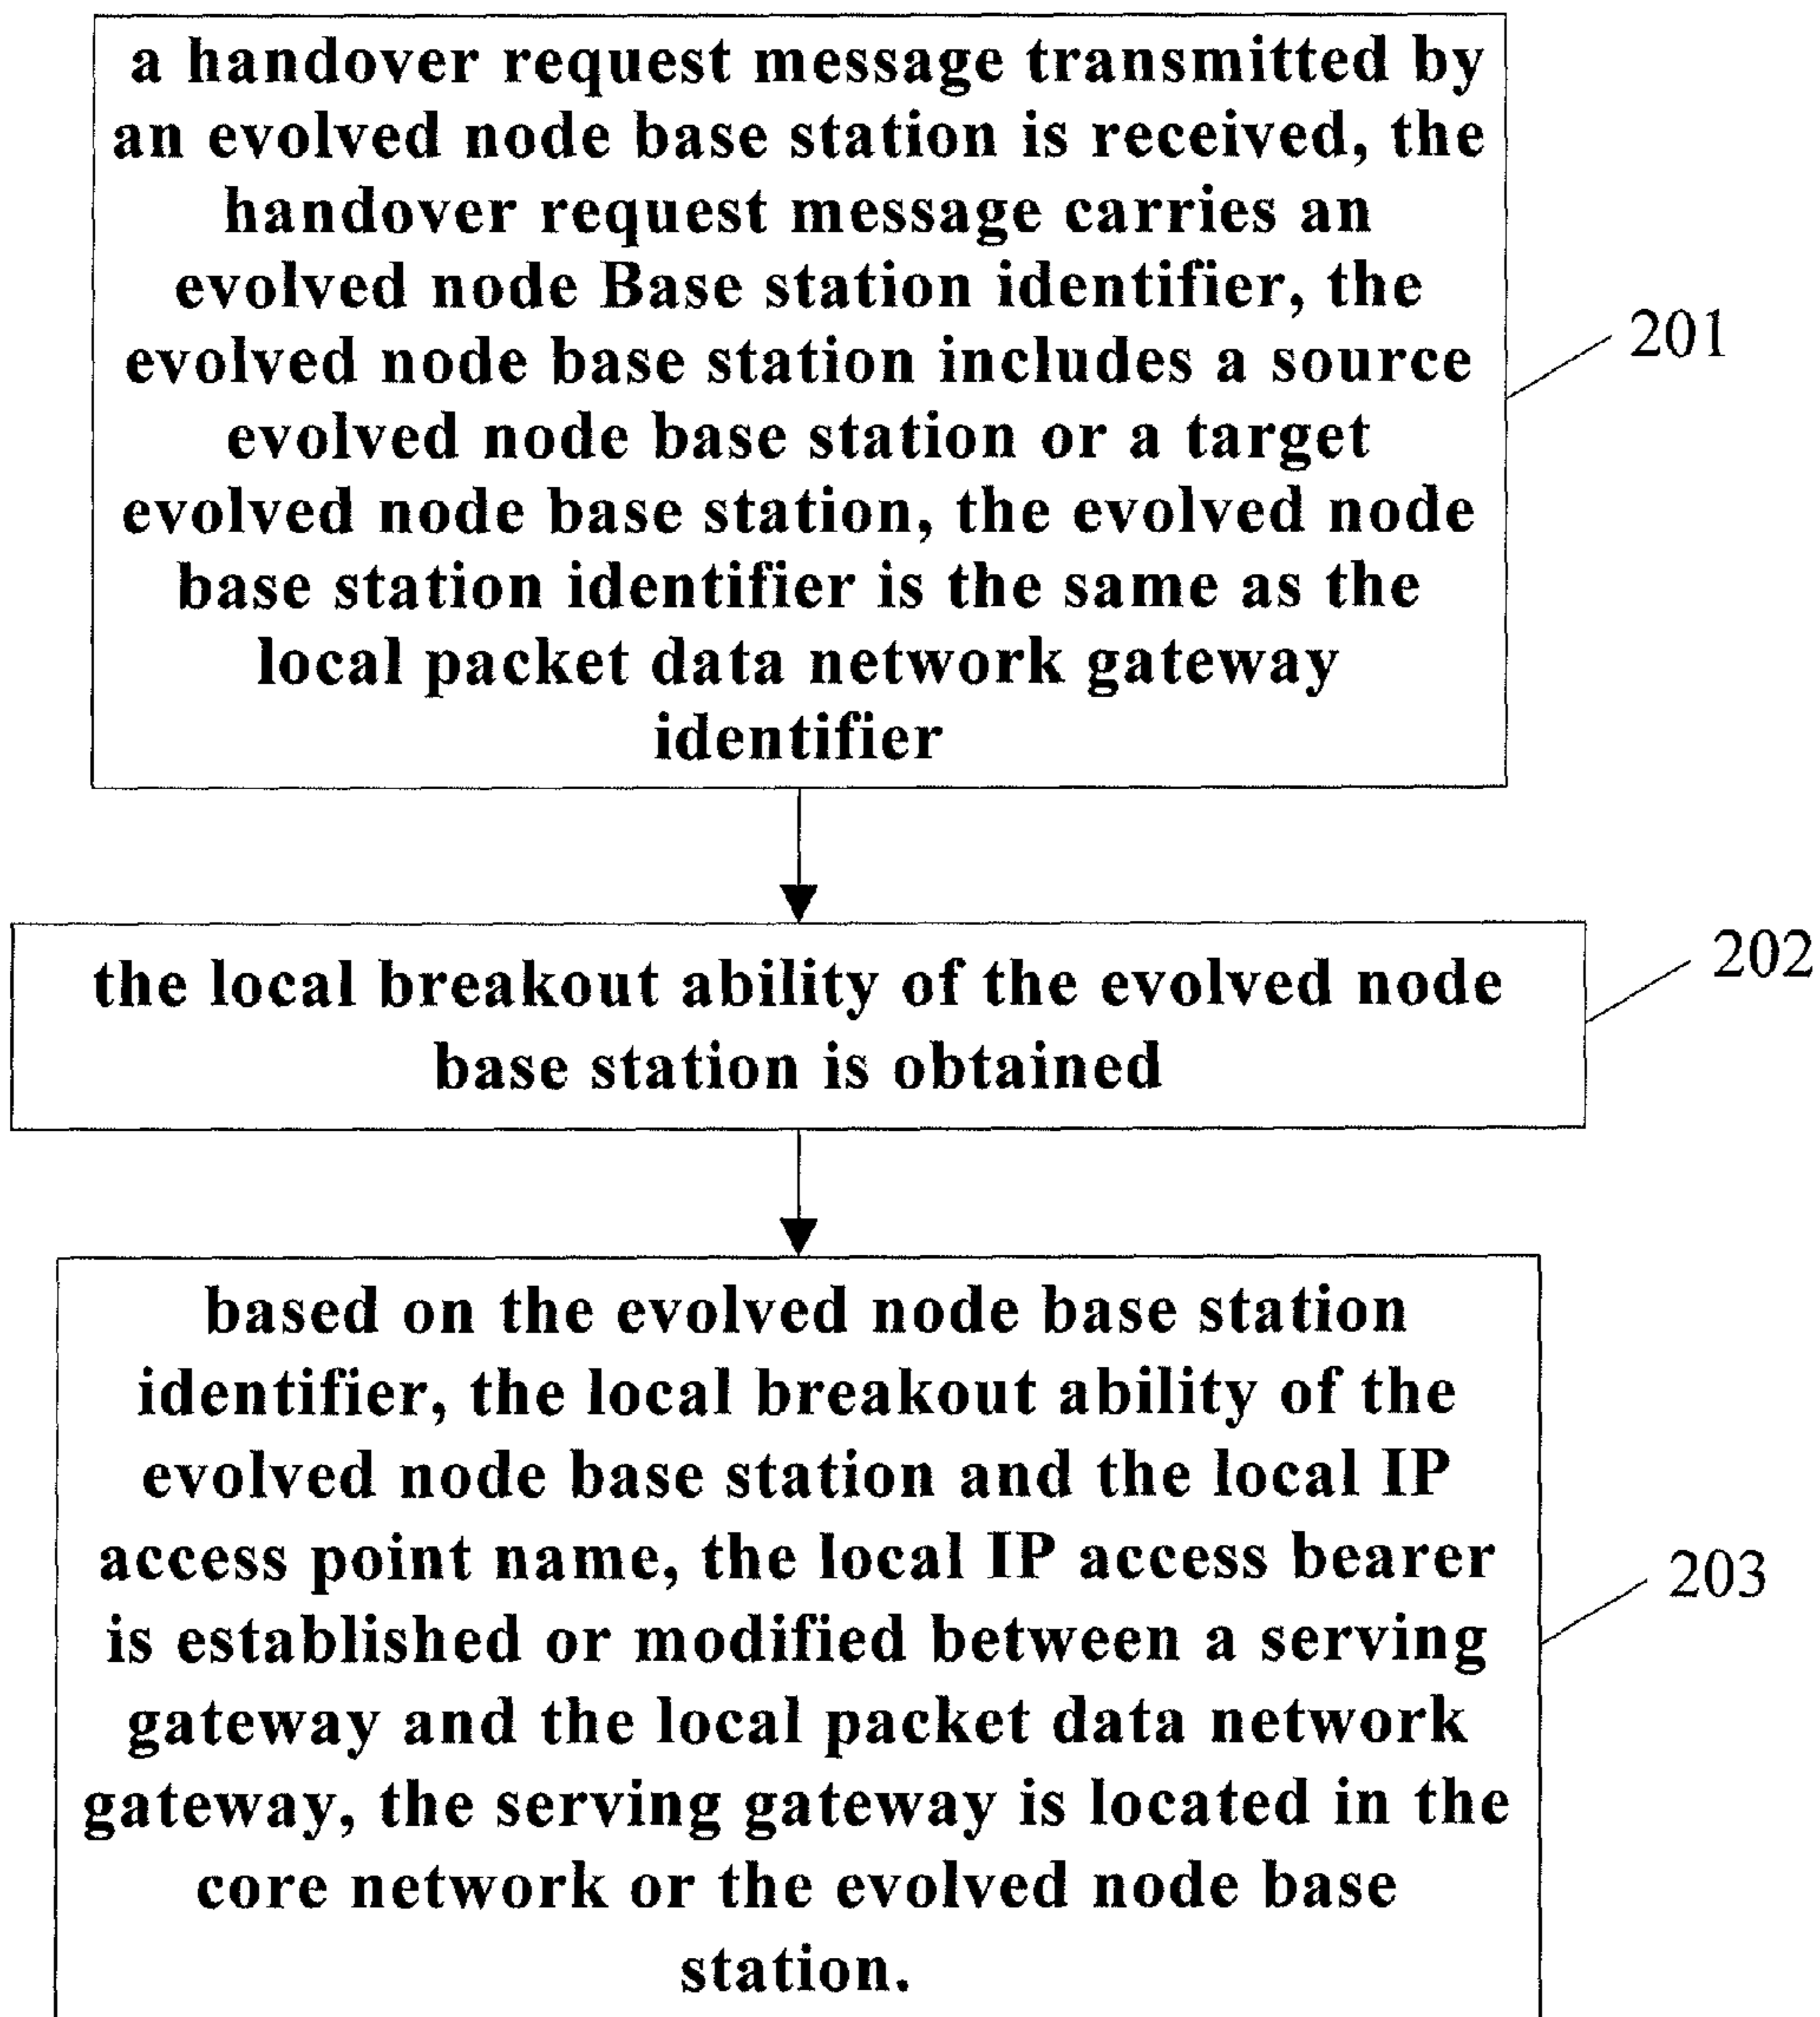 a handover request message transmitted by
an evolved node base station is received, the
handover request message carries an
evolved node Base station identifier, the
evolved node base station includes a source
evolved node base station or a target
evolved node base station, the evolved node
base station identifier is the same as the
local packet data network gateway
identifier
201
the local breakout ability of the evolved node
base station is obtained
202
based on the evolved node base station
identifier, the local breakout ability of the
evolved node base station and the local IP
access point name, the local IP access bearer
is established or modified between a serving
gateway and the local packet data network
gateway, the serving gateway is located in the
core network or the evolved node base
station.
203